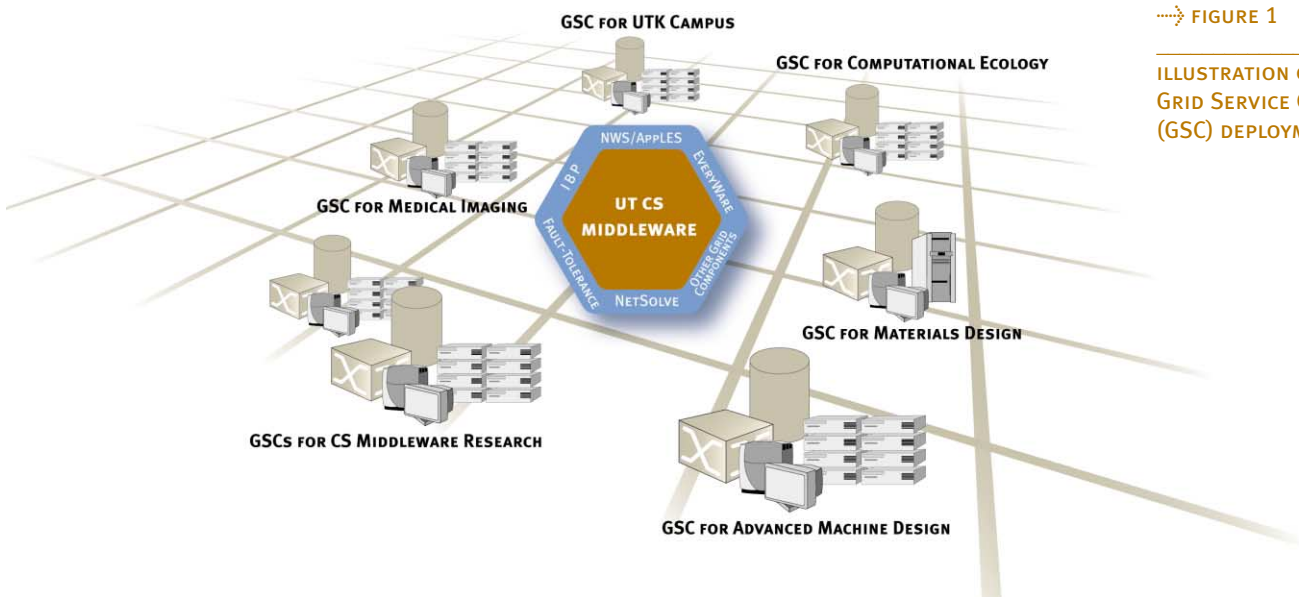 GSC FOR UTK CAMPUS
FIGURE 1
GSC FOR COMPUTATIONAL ECOLOGY
ILLUSTRATION
GRID SERVICE
(GSC)
NWS/APPLES
IBP
EVERYWARE
UT CS
MIDDLEWARE
GSC FOR MEDICAL IMAGING
FAULT-TOLERANCE
OTHER GRID
COMPONENTS
NETSOLVE
GSC FOR MATERIALS DESIGN
GSCS FOR CS MIDDLEWARE RESEARCH
GSC FOR ADVANCED MACHINE DESIGN